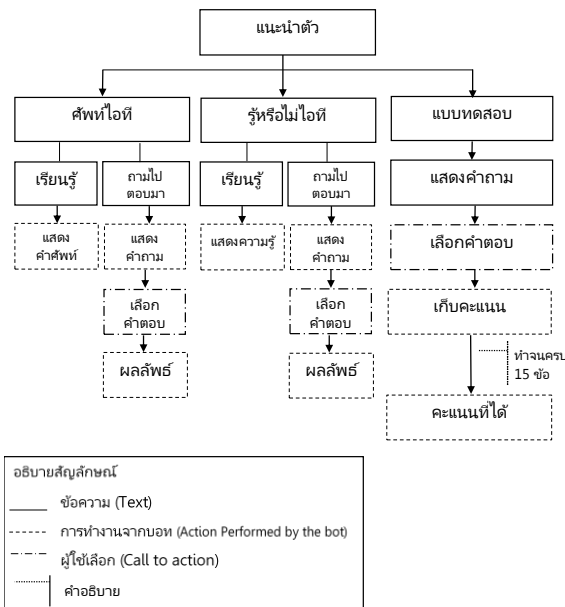 แนะนำตัว
ศัพท์ไอที
รู้หรือไม่ไอที
แบบทดสอบ
เรียนรู้
ถามไป
ตอบมา
เรียนรู้
ถามไป
ตอบมา
แสดงคำถาม
แสดง
คำศัพท์
แสดง
คำถาม
แสดงความรู้
แสดง
คำถาม
เลือกคำตอบ
เลือก
คำตอบ
เลือก
คำตอบ
เก็บคะแนน
ผลลัพธ์
ผลลัพธ์
ทำจนครบ
15 ข้อ
คะแนนที่ได้
อธิบายสัญลักษณ์
ข้อความ (Text)
การทำงานจากบอท (Action Performed by the bot)
ผู้ใช้เลือก (Call to action)
คำอธิบาย